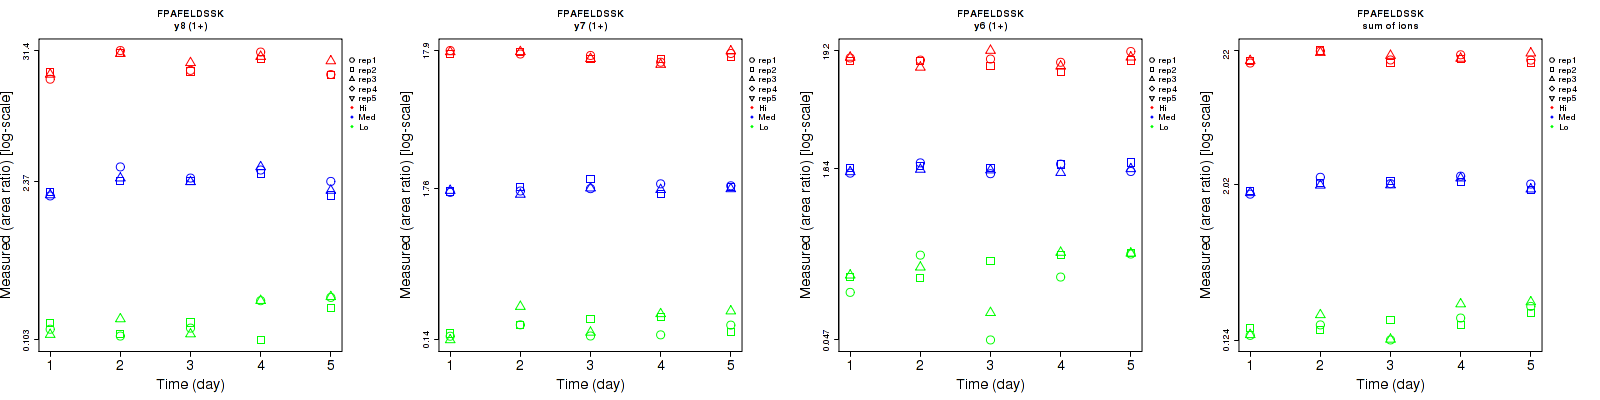 FPAFELDSSK
y8 (1+)
Measured (area ratio) [log-scale]
31.4
2.37
0.103
1 2 3 4 5
Time (day)
rep1
rep2
rep3
rep4
rep5
Hi
Med
Lo
FPAFELDSSK
y7 (1+)
Measured (area ratio) [log-scale]
17.9
1.76
0.14
1 2 3 4 5
Time (day)
rep1
rep2
rep3
rep4
rep5
Hi
Med
Lo
FPAFELDSSK
y6 (1+)
Measured (area ratio) [log-scale]
19.2
1.64
0.047
1 2 3 4 5
Time (day)
rep1
rep2
rep3
rep4
rep5
Hi
Med
Lo
FPAFELDSSK
sum of ions
Measured (area ratio) [log-scale]
22
2.02
0.124
1 2 3 4 5
Time (day)
rep1
rep2
rep3
rep4
rep5
Hi
Med
Lo